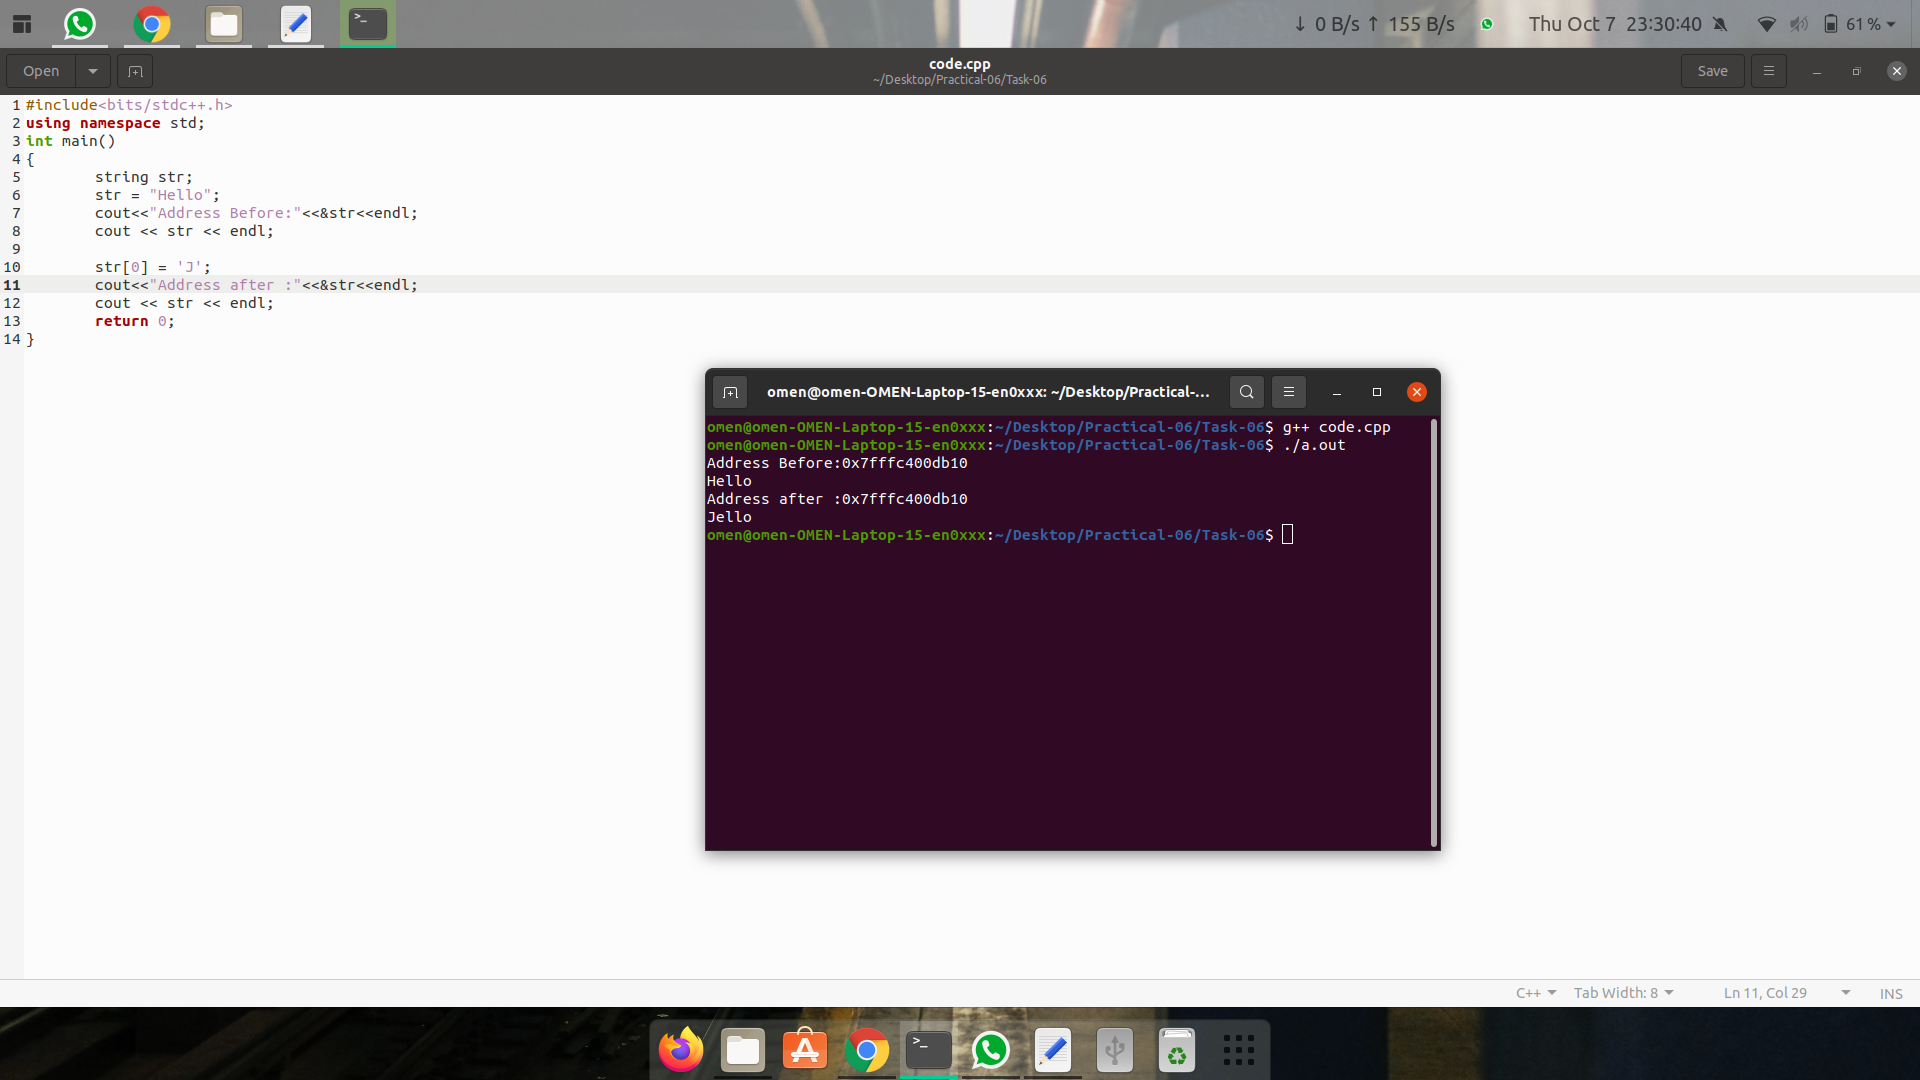 ↓ 0 B/s ↑ 155 B/s Thu Oct 7 23:30:40 61 %
Open code.cpp Save
~/Desktop/Practical-06/Task-06
1 #include<bits/stdc++.h>
2 using namespace std;
3 int main()
4 {
5 string str;
6 str = "Hello";
7 cout<<"Address Before:"<<&str<<endl;
8 cout << str << endl;
9
10 str[0] = 'J';
11 cout<<"Address after :"<<&str<<endl;
12 cout << str << endl;
13 return 0;
14 }
omen@omen-OMEN-Laptop-15-en0xxx: ~/Desktop/Practical-...
omen@omen-OMEN-Laptop-15-en0xxx:~/Desktop/Practical-06/Task-06$ g++ code.cpp
omen@omen-OMEN-Laptop-15-en0xxx:~/Desktop/Practical-06/Task-06$ ./a.out
Address Before:0x7fffc400db10
Hello
Address after :0x7fffc400db10
Jello
omen@omen-OMEN-Laptop-15-en0xxx:~/Desktop/Practical-06/Task-06$
C++ Tab Width: 8 Ln 11, Col 29 INS